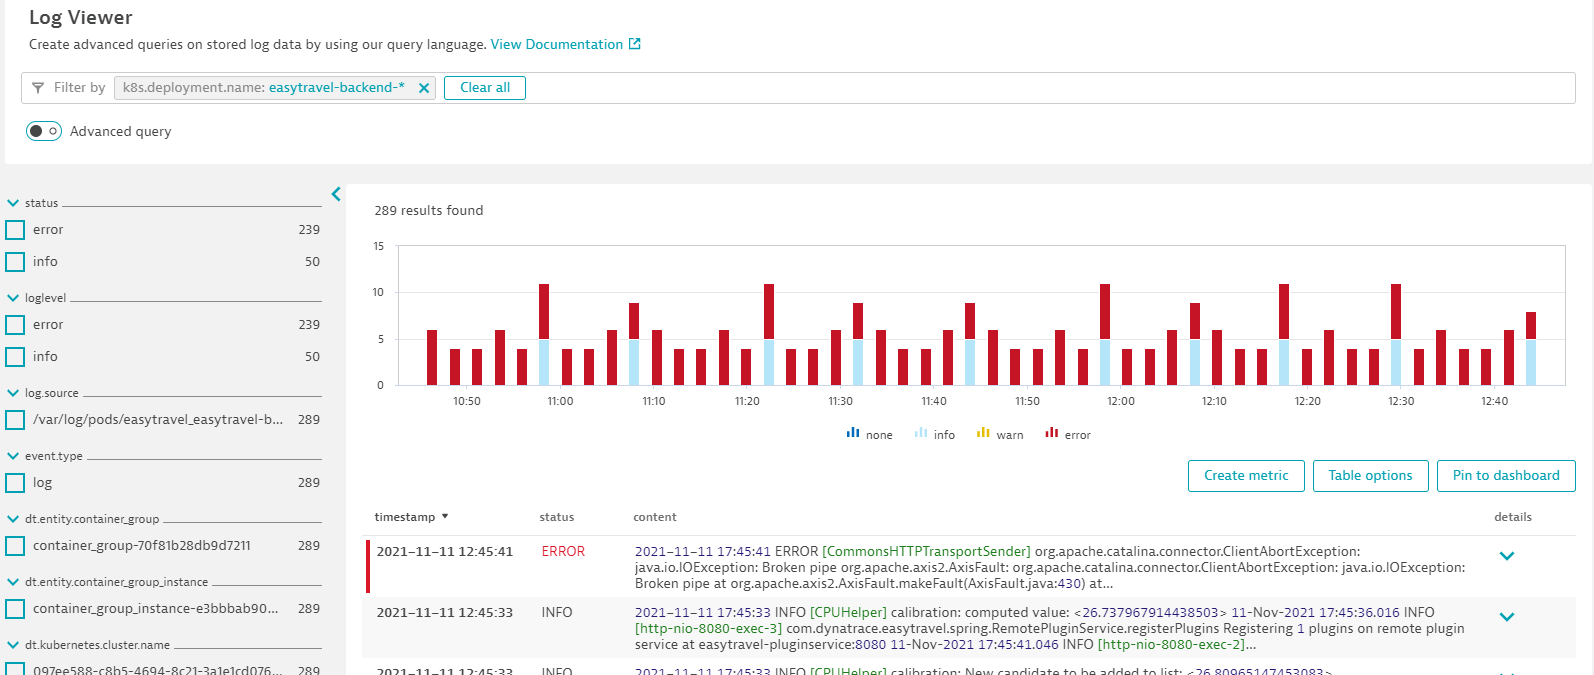 Log Viewer
Create advanced queries on stored log data by using our query language. View Documentation
Filter by k8s.deployment.name: easytravel-backend-* Clear all
Advanced query
status
error 239
info 50
loglevel
error 239
info 50
log.source
/var/log/pods/easytravel_easytravel-b... 289
event.type
log 289
dt.entity.container_group
container_group-70f81b28db9d7211 289
dt.entity.container_group_instance
container_group_instance-e3bbbab90... 289
dt.kubernetes.cluster.name
097ee588-c8b5-4694-8c21-3a1e1cd076... 289
289 results found
15
10
5
0
10:50 11:00 11:10 11:20 11:30 11:40 11:50 12:00 12:10 12:20 12:30 12:40
none info warn error
Create metric Table options Pin to dashboard
timestamp status content details
2021-11-11 12:45:41 ERROR 2021-11-11 17:45:41 ERROR [CommonsHTTPTransportSender] org.apache.catalina.connector.ClientAbortException:
java.io.IOException: Broken pipe org.apache.axis2.AxisFault: org.apache.catalina.connector.ClientAbortException: java.io.IOException:
Broken pipe at org.apache.axis2.AxisFault.makeFault(AxisFault.java:430) at...
2021-11-11 12:45:33 INFO 2021-11-11 17:45:33 INFO [CPUHelper] calibration: computed value: <26.737967914438503> 11-Nov-2021 17:45:36.016 INFO
[http-nio-8080-exec-3] com.dynatrace.easytravel.spring.RemotePluginService.registerPlugins Registering 1 plugins on remote plugin
service at easytravel-pluginservice:8080 11-Nov-2021 17:45:41.046 INFO [http-nio-8080-exec-2]...
2021-11-11 12:45:33 INFO 2021-11-11 17:45:33 INFO [CPUHelper] calibration: New candidate to be added to list: <26.80965147453083>